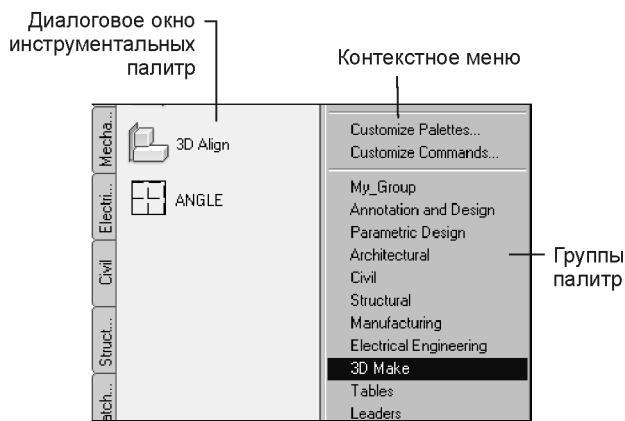 Диалоговое окно
инструментальных
палитр
Контекстное меню
Mecha...
Electri...
Civil
Struct...
atch...
3D Align
ANGLE
Customize Palettes...
Customize Commands...
My_Group
Annotation and Design
Parametric Design
Architectural
Civil
Structural
Manufacturing
Electrical Engineering
3D Make
Tables
Leaders
Группы
палитр